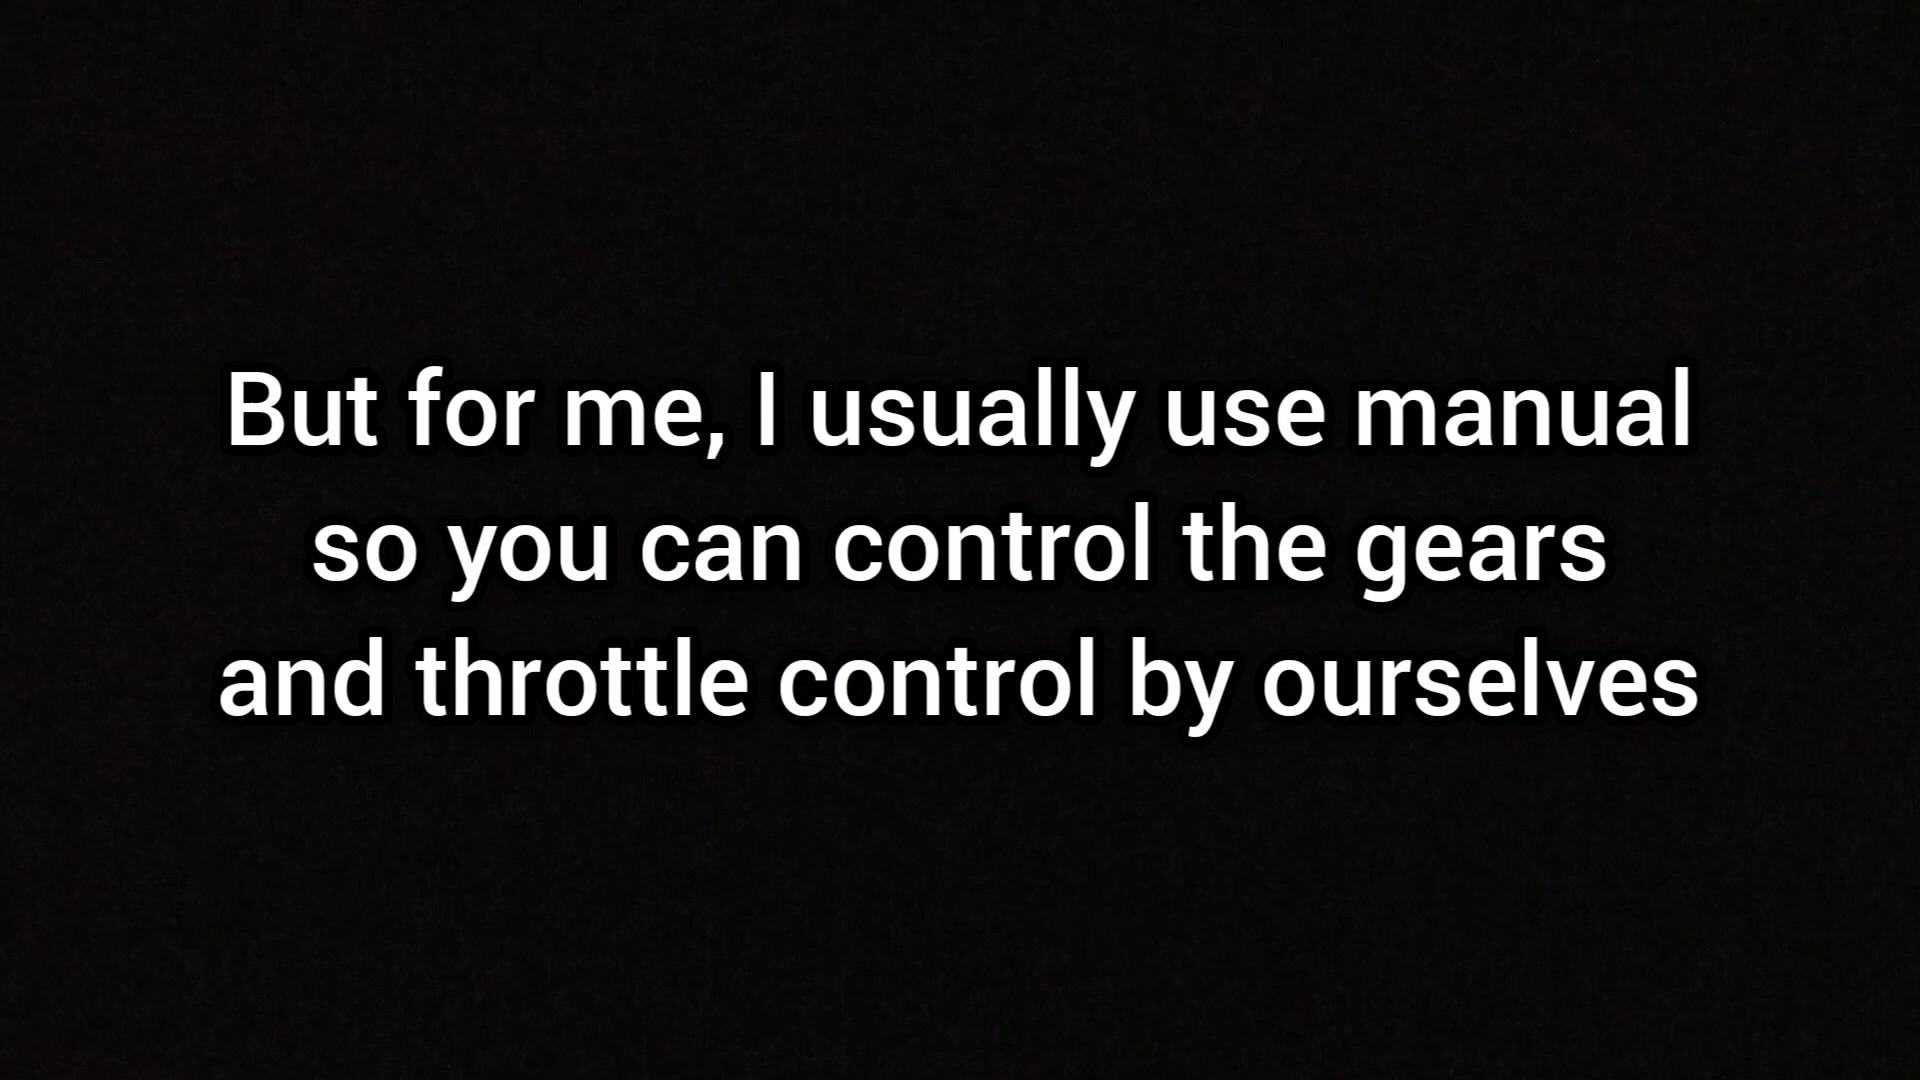 But for me, I usually use manual
so you can control the gears
and throttle control by ourselves